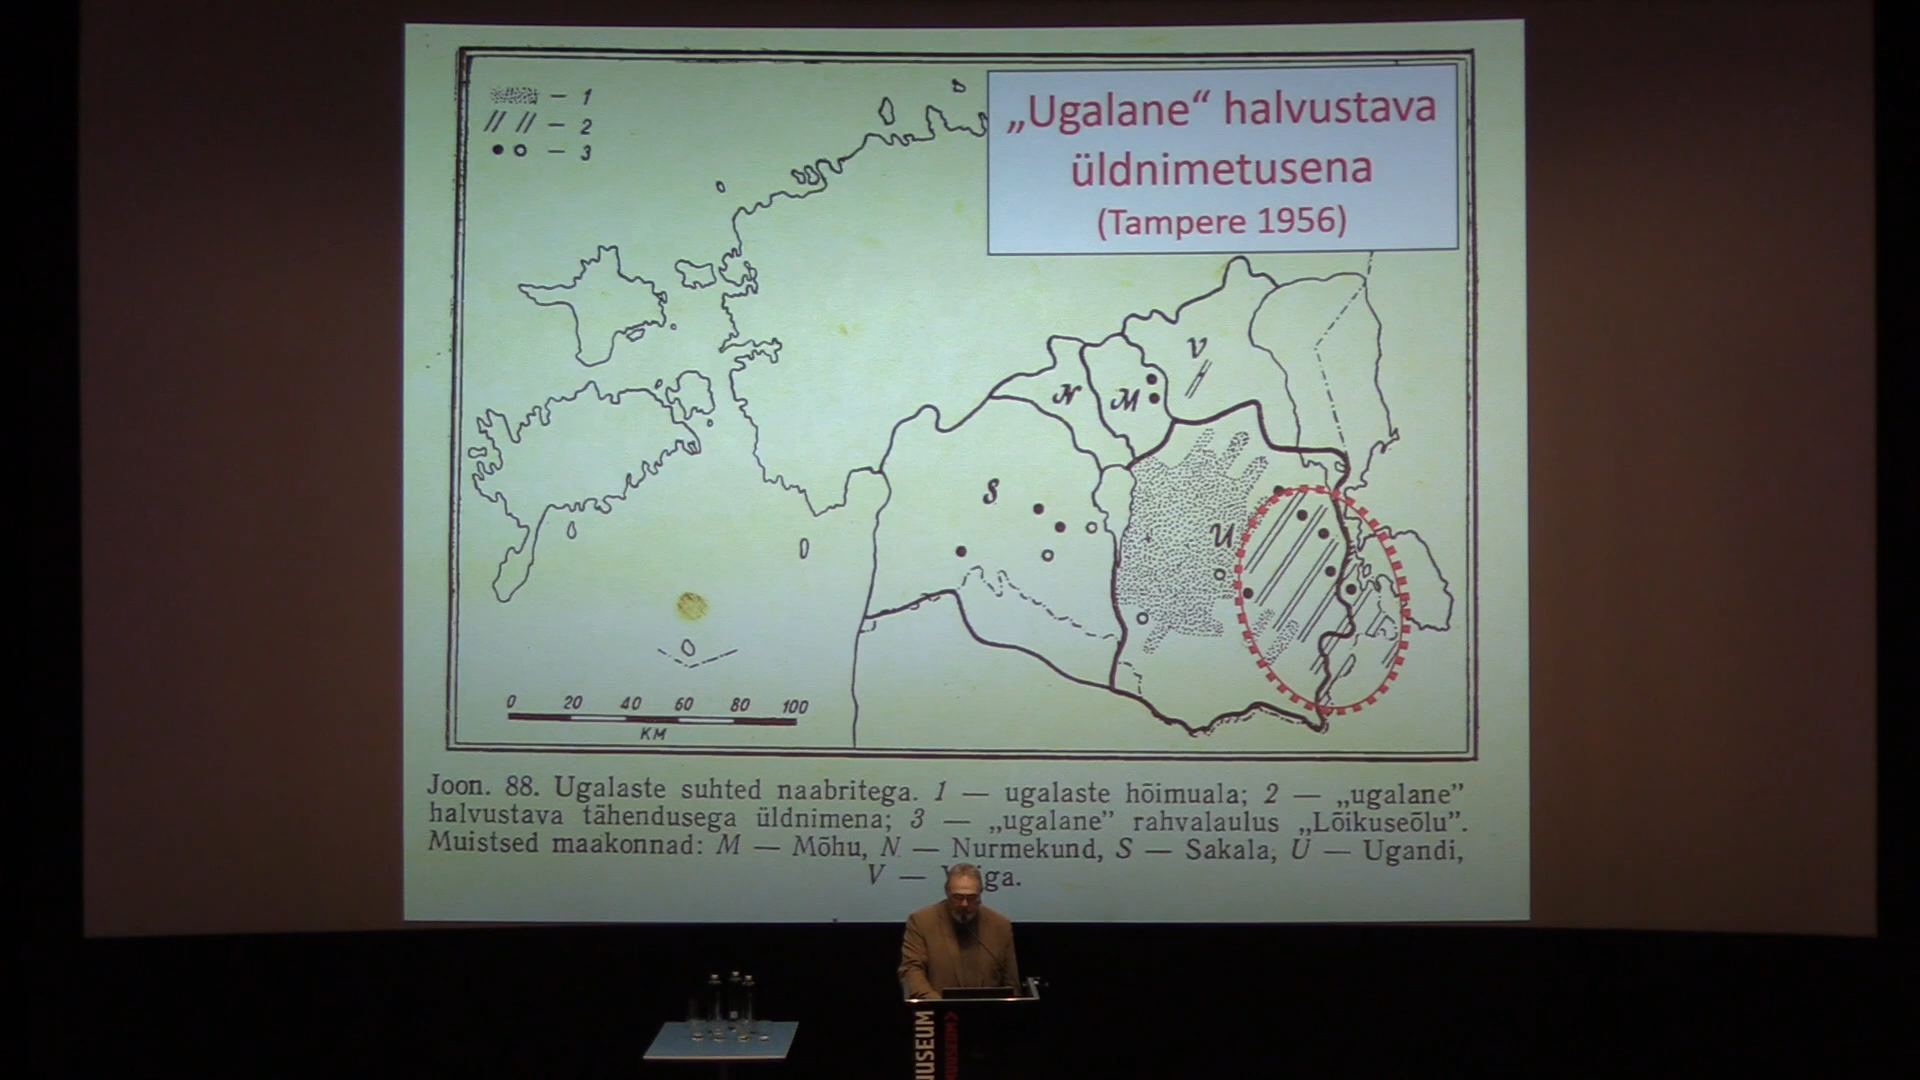 — 1
— 2
— 3
„Ugalane“ halvustava
üldnimetusena
(Tampere 1956)
V
N
M
S
U
0 20 40 60 80 100
KM
Joon. 88. Ugalaste suhted naabritega. 1 — ugalaste hõimuala; 2 — „ugalane”
halvustava tähendusega üldnimena; 3 — „ugalane” rahvalaulus „Lõikuseõlu”.
Muistsed maakonnad: M — Mõhu, N — Nurmekund, S — Sakala, U — Ugandi,
V —
MUSEUM